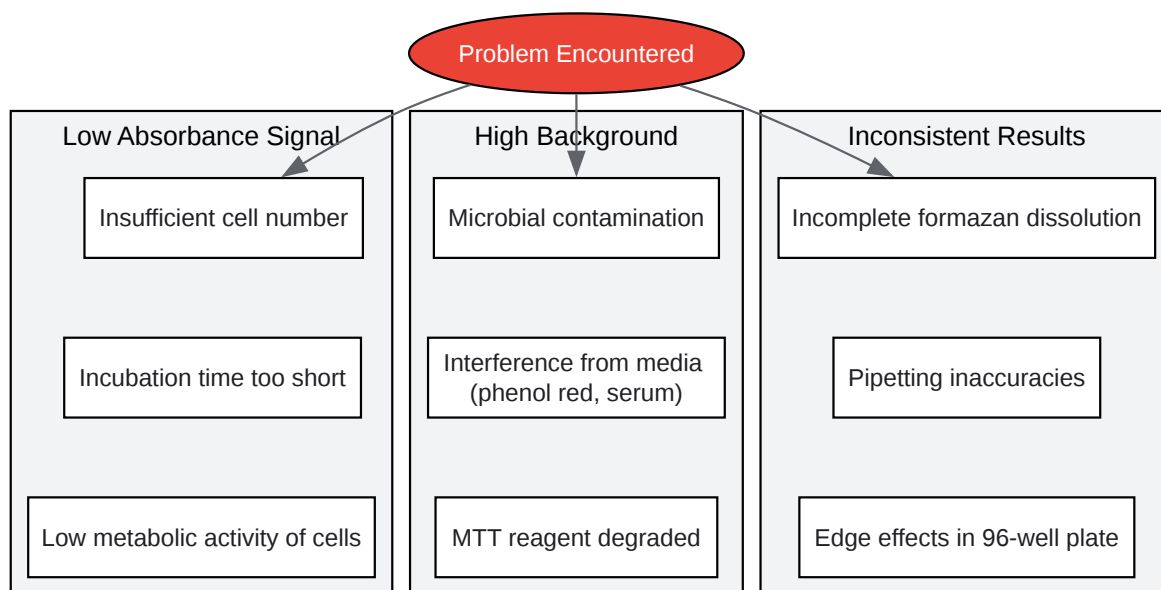 Problem Encountered
Low Absorbance Signal
Insufficient cell number
Incubation time too short
Low metabolic activity of cells
High Background
Microbial contamination
Interference from media
(phenol red, serum)
MTT reagent degraded
Inconsistent Results
Incomplete formazan dissolution
Pipetting inaccuracies
Edge effects in 96-well plate